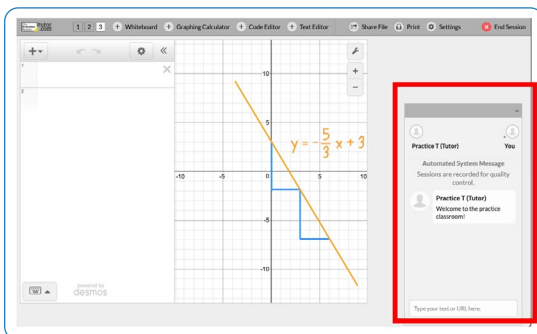 Tutor.com 1 2 3 + Whiteboard + Graphing Calculator + Code Editor + Text Editor Share File Print Settings End Session
1
2
powered by
desmos
10
5
-10 -5 0 5 10
-5
-10
y = -5/3 x + 3
Practice T (Tutor) You
Automated System Message
Sessions are recorded for quality
control.
Practice T (Tutor)
Welcome to the practice
classroom!
Type your text or URL here.